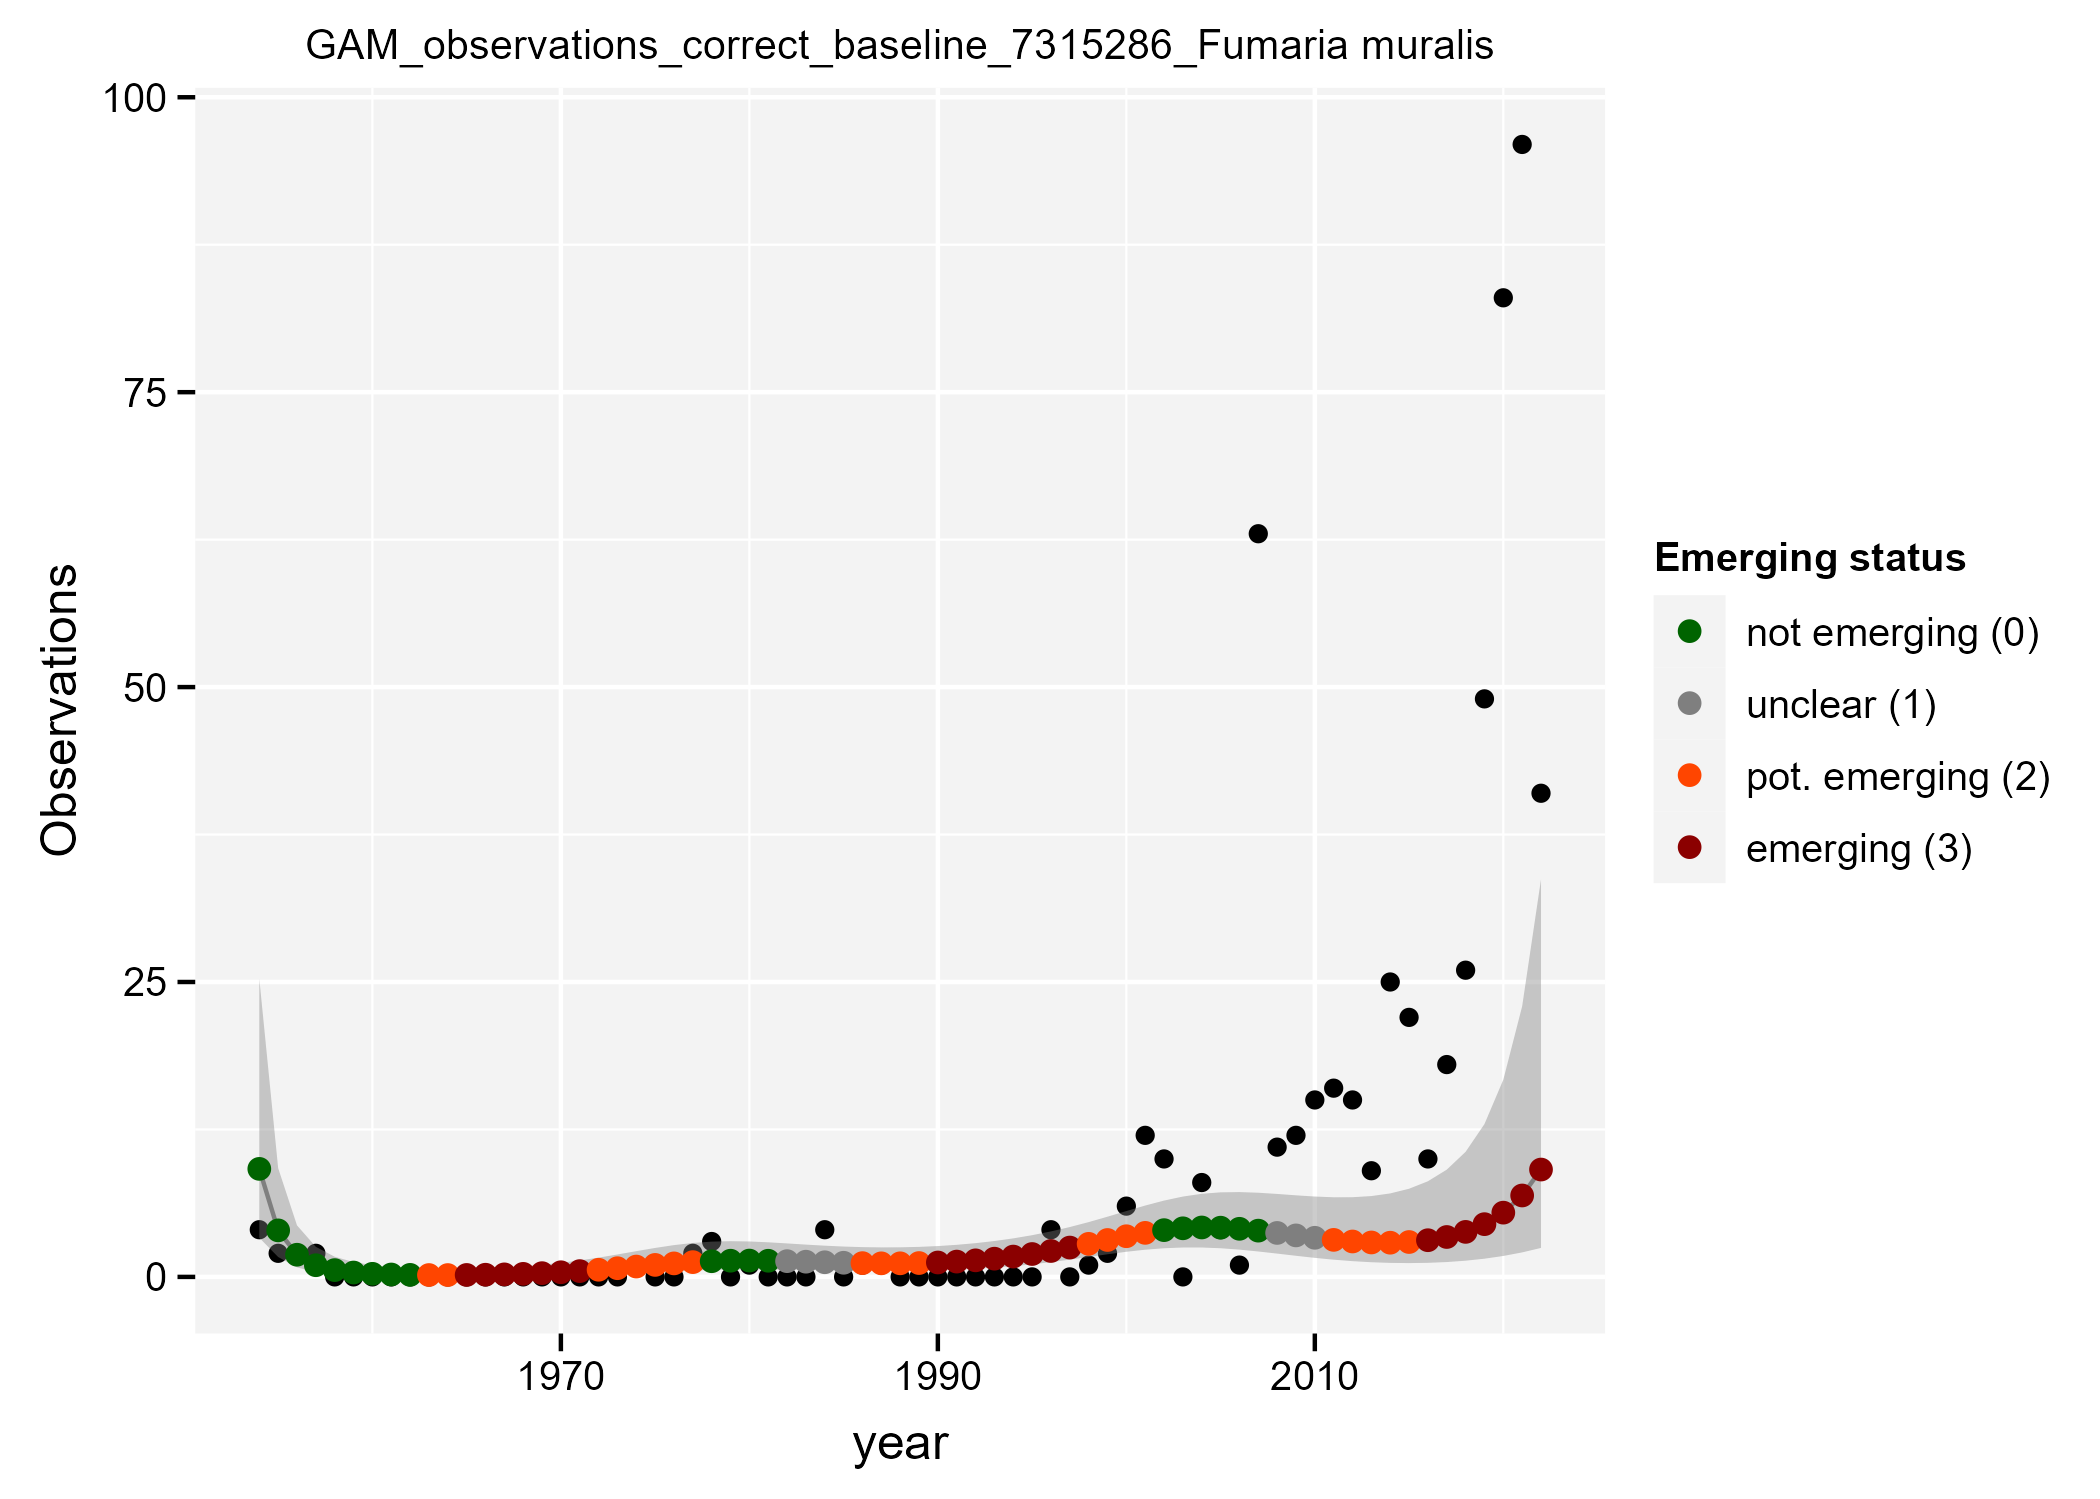 GAM_observations_correct_baseline_7315286_Fumaria muralis
100
75
50
25
0
Observations
1970 1990 2010
year
Emerging status
not emerging (0)
unclear (1)
pot. emerging (2)
emerging (3)